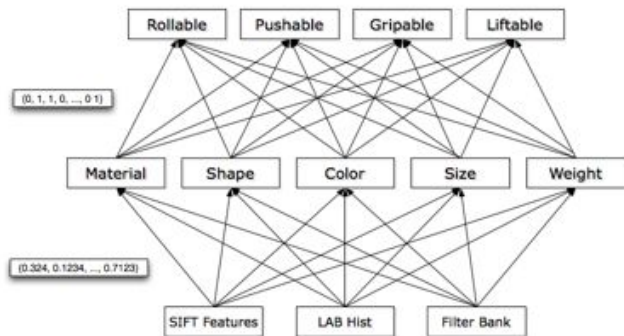 Rollable Pushable Gripable Liftable
(0, 1, 1, 0, ..., 0 1)
Material Shape Color Size Weight
(0.324, 0.1234, ..., 0.7123)
SIFT Features LAB Hist Filter Bank